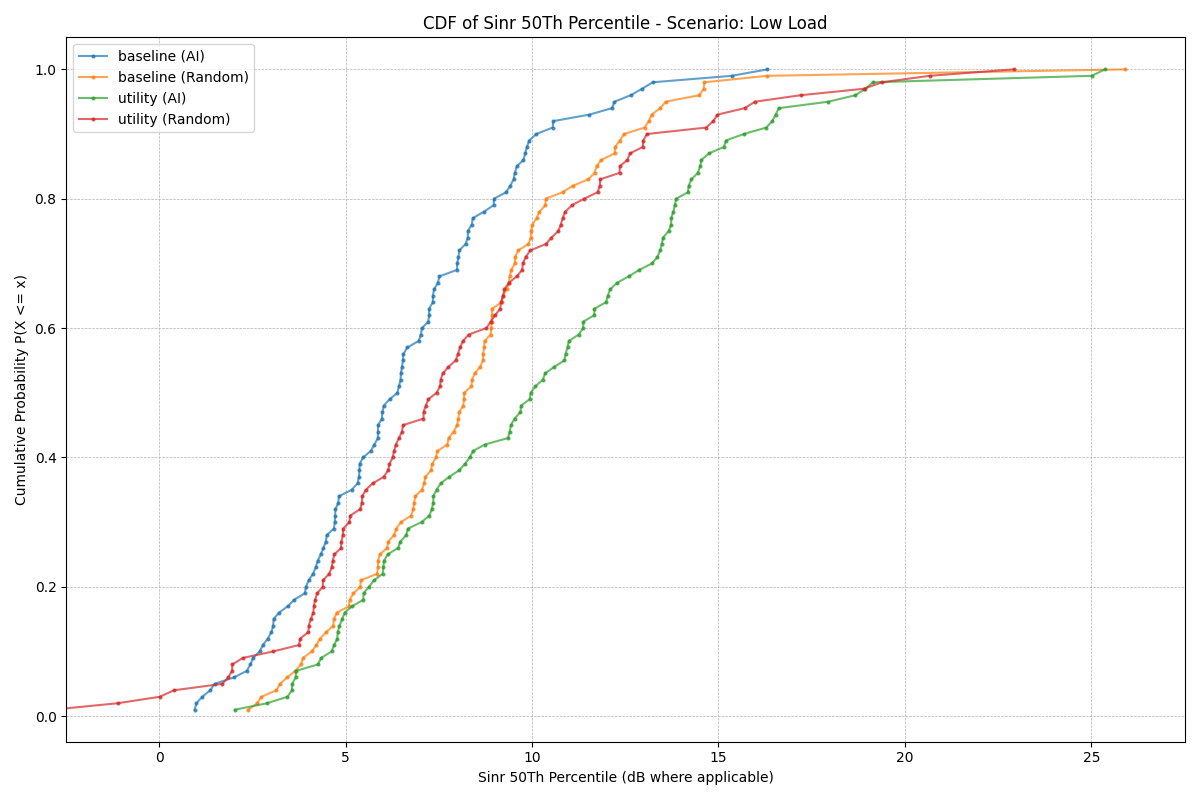 CDF of Sinr 50Th Percentile - Scenario: Low Load
baseline (AI)
baseline (Random)
utility (AI)
utility (Random)
Cumulative Probability P(X <= x)
1.0
0.8
0.6
0.4
0.2
0.0
0
5
10
15
20
25
Sinr 50Th Percentile (dB where applicable)